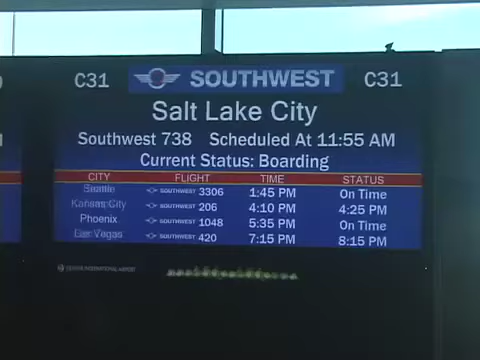 C31 SOUTHWEST C31
Salt Lake City
Southwest 738 Scheduled At 11:55 AM
Current Status: Boarding
CITY FLIGHT TIME STATUS
Seattle SOUTHWEST 3306 1:45 PM On Time
Kansas City SOUTHWEST 206 4:10 PM 4:25 PM
Phoenix SOUTHWEST 1048 5:35 PM On Time
Las Vegas SOUTHWEST 420 7:15 PM 8:15 PM
INTERNATIONAL AIRPORT